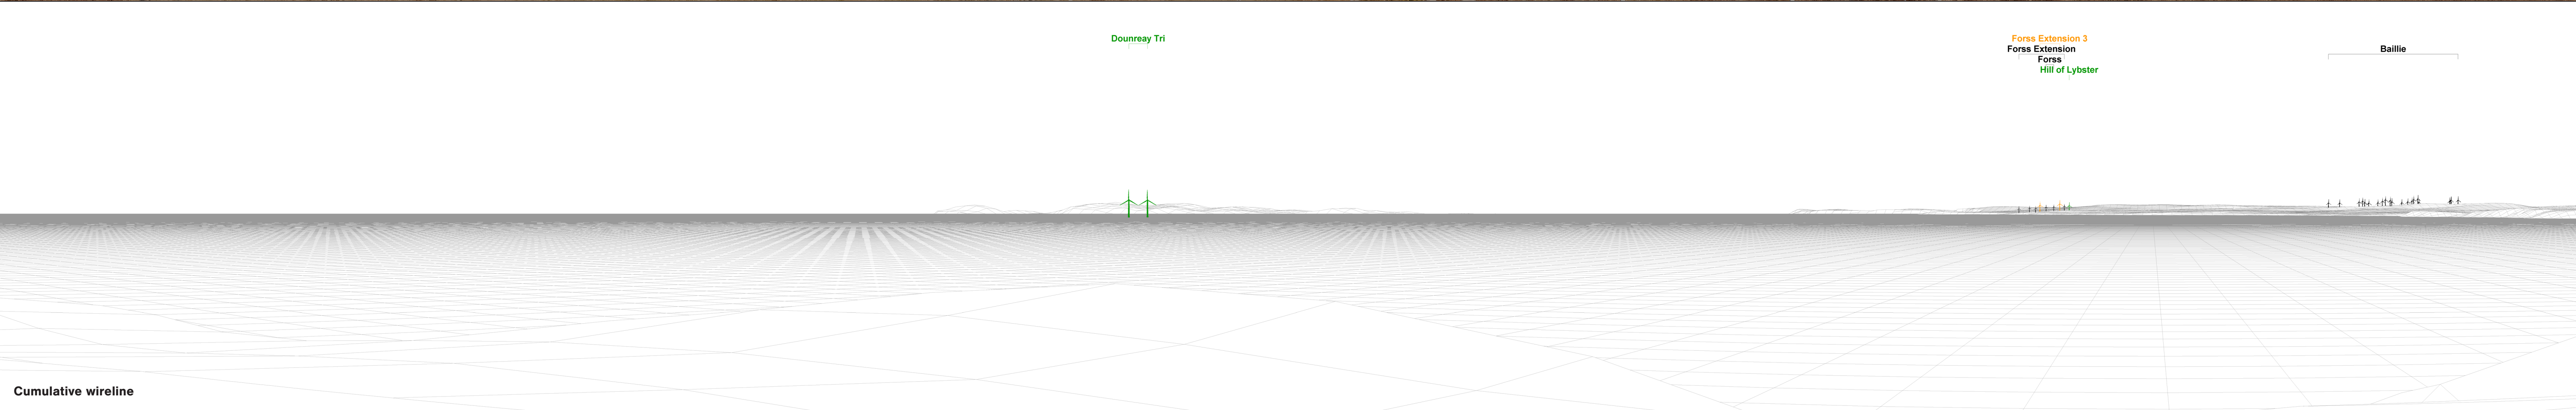 Dounreay Tri
Forss Extension 3
Forss Extension
Forss
Hill of Lybster
Baillie
Cumulative wireline